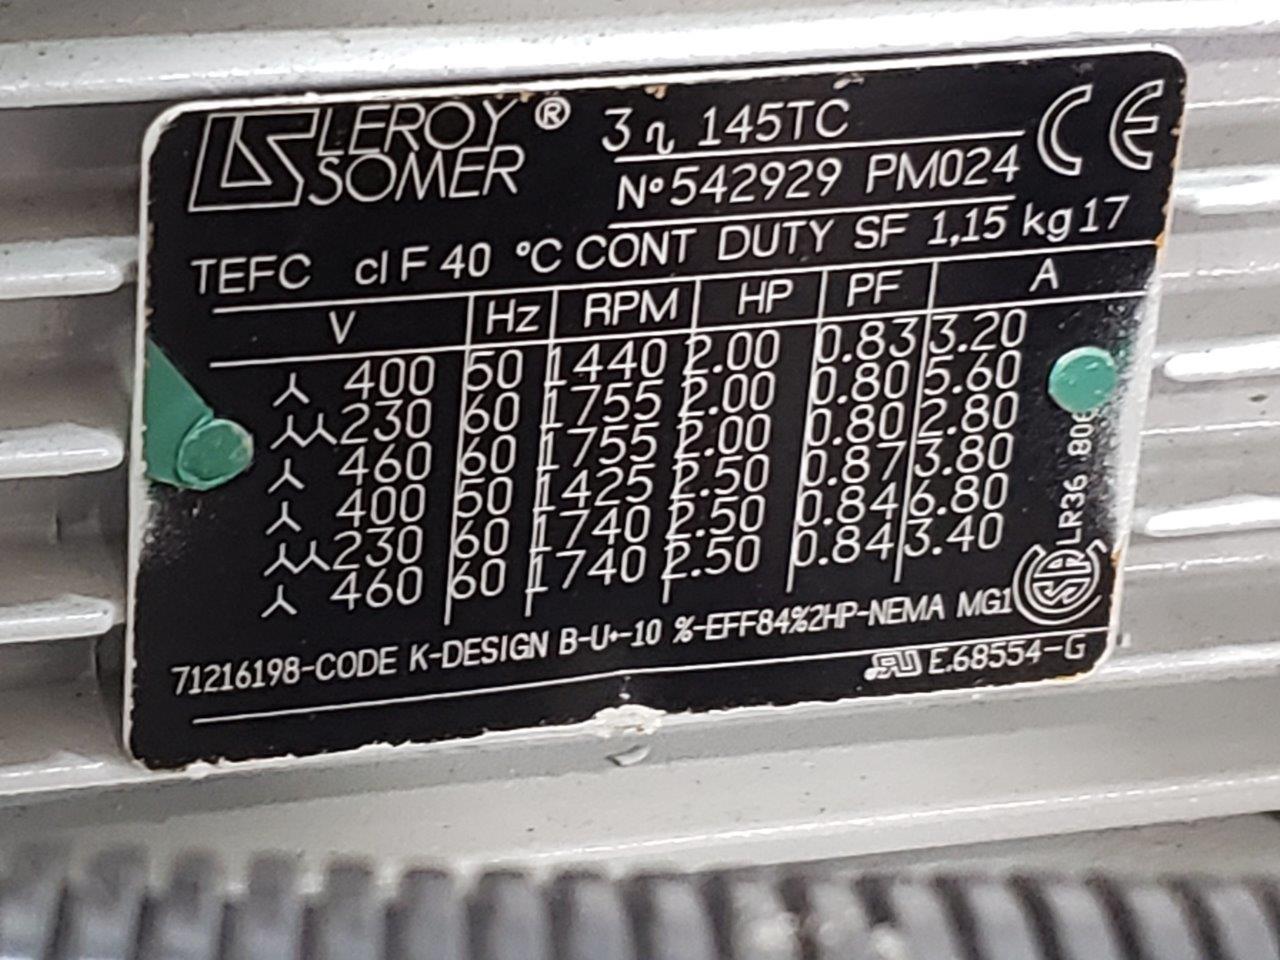 LS LEROY SOMER ® 3 ~ 145TC
N° 542929 PM024 CE
TEFC cl F 40 °C CONT DUTY SF 1,15 kg 17
V Hz RPM HP PF A
400 50 1440 2.00 0.83 3.20
230 60 1755 2.00 0.80 5.60
460 60 1755 2.00 0.80 2.80
400 50 1425 2.50 0.87 3.80
230 60 1740 2.50 0.84 6.80
460 60 1740 2.50 0.84 3.40
LR36
71216198-CODE K-DESIGN B-U+-10 %-EFF84%2HP-NEMA MG1
E.68554-G